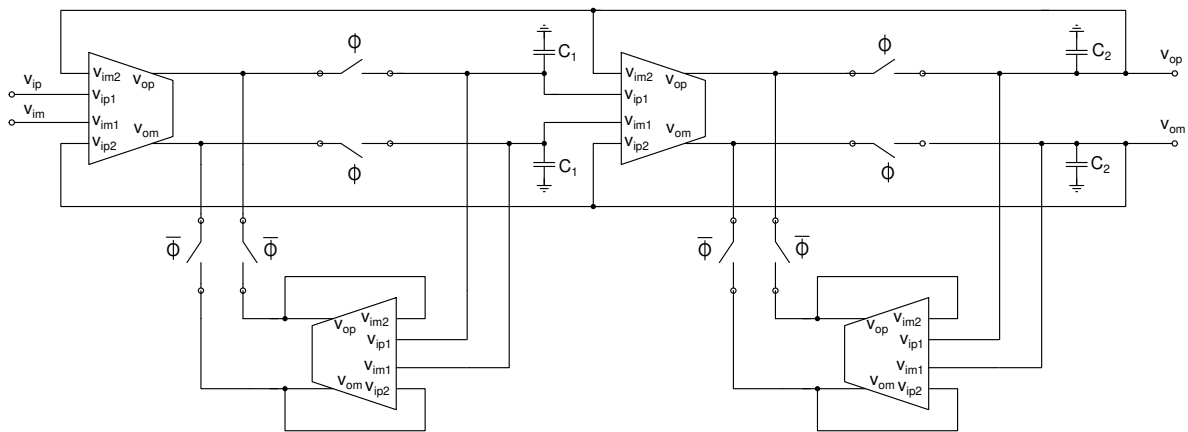 ϕ
C₁
ϕ
C₂
v_op
v_ip
v_im2
v_op
v_im2
v_op
v_ip1
v_ip1
v_im
v_im1
v_im1
v_om
v_om
v_om
v_ip2
v_ip2
C₁
C₂
ϕ
ϕ
ϕ̅
ϕ̅
ϕ̅
ϕ̅
v_op
v_im2
v_op
v_im2
v_ip1
v_ip1
v_im1
v_im1
v_om
v_ip2
v_om
v_ip2